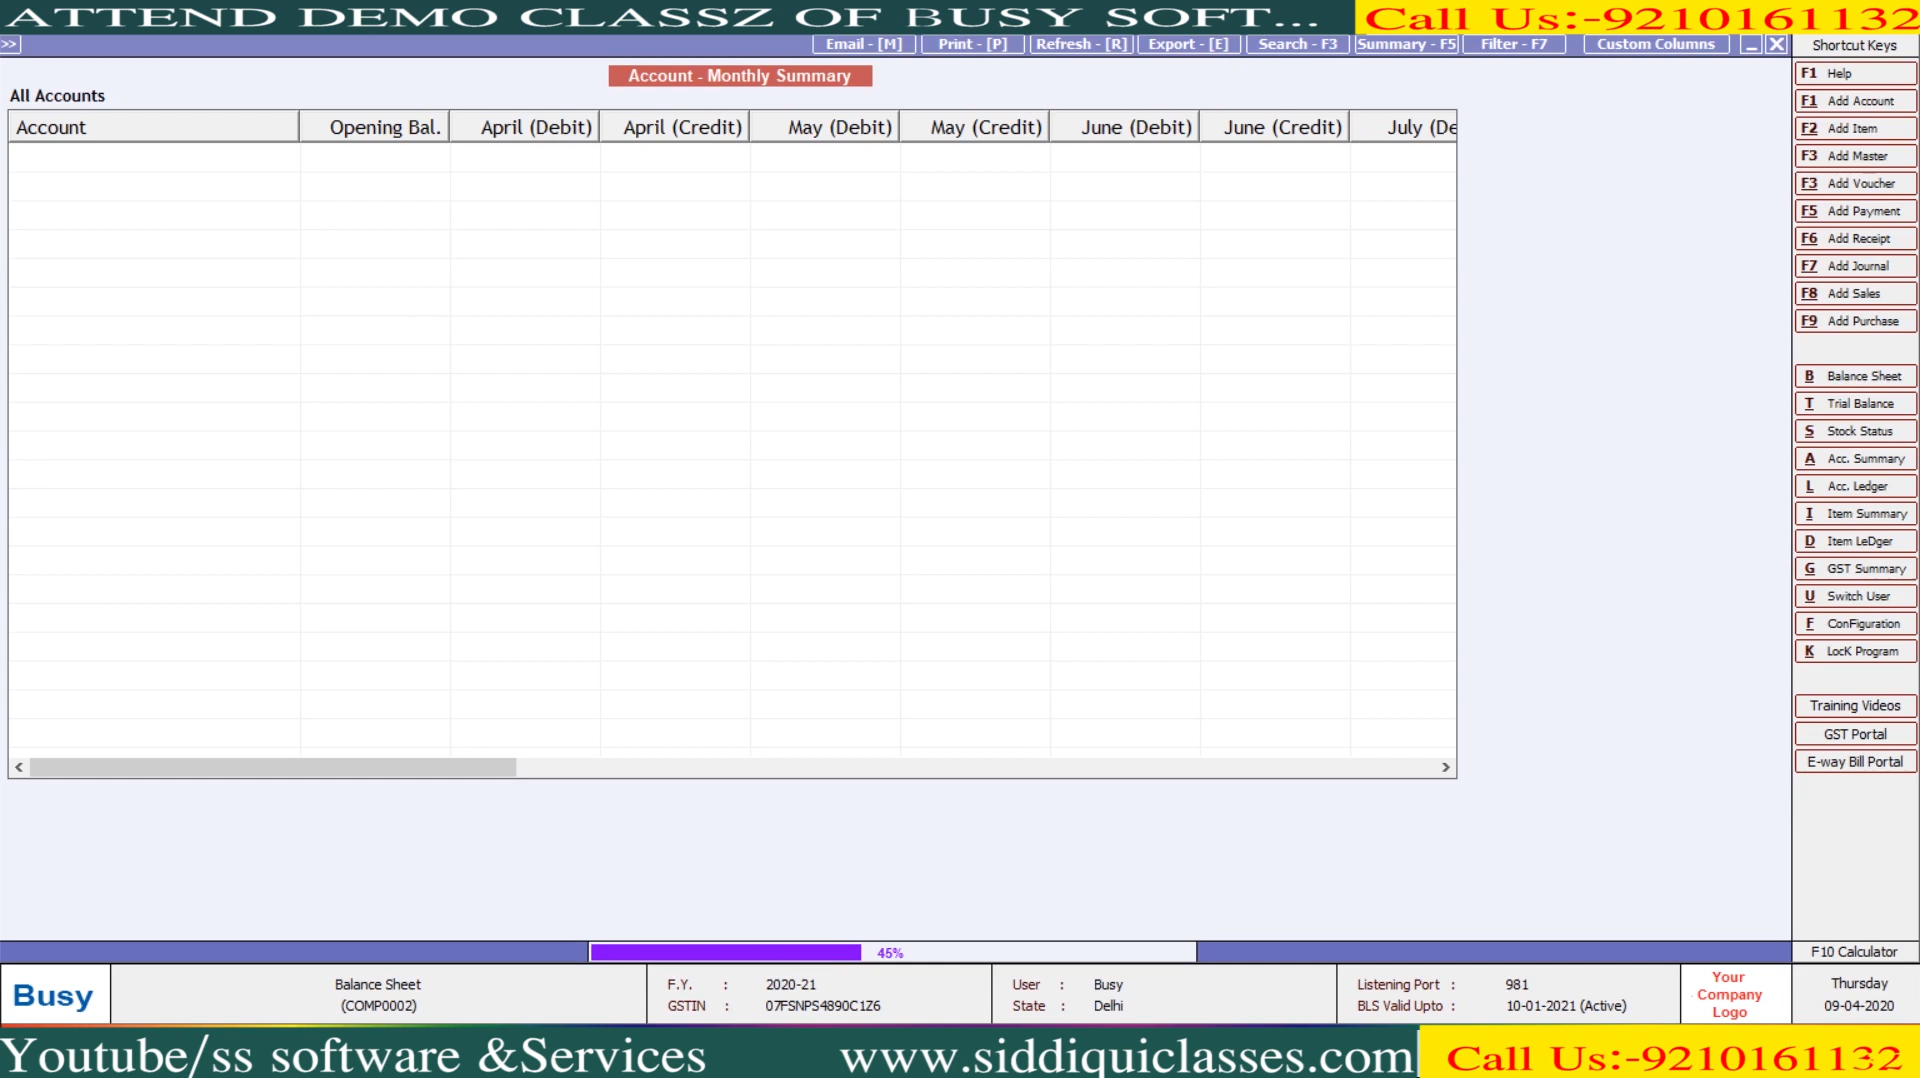 ATTEND DEMO CLASSZ OF BUSY SOFT...
Call Us:-9210161132
>>
Email - [M]
Print - [P]
Refresh - [R]
Export - [E]
Search - F3
Summary - F5
Filter - F7
Custom Columns
Shortcut Keys
Account - Monthly Summary
All Accounts
Account
Opening Bal.
April (Debit)
April (Credit)
May (Debit)
May (Credit)
June (Debit)
June (Credit)
July (De
F1 Help
F1 Add Account
F2 Add Item
F3 Add Master
F3 Add Voucher
F5 Add Payment
F6 Add Receipt
F7 Add Journal
F8 Add Sales
F9 Add Purchase
B Balance Sheet
T Trial Balance
S Stock Status
A Acc. Summary
L Acc. Ledger
I Item Summary
D Item LeDger
G GST Summary
U Switch User
F ConFiguration
K LocK Program
Training Videos
GST Portal
E-way Bill Portal
45%
F10 Calculator
Busy
Balance Sheet
(COMP0002)
F.Y. : 2020-21
GSTIN : 07FSNPS4890C1Z6
User : Busy
State : Delhi
Listening Port : 981
BLS Valid Upto : 10-01-2021 (Active)
Your
Company
Logo
Thursday
09-04-2020
Youtube/ss software &Services
www.siddiquiclasses.com
Call Us:-9210161132